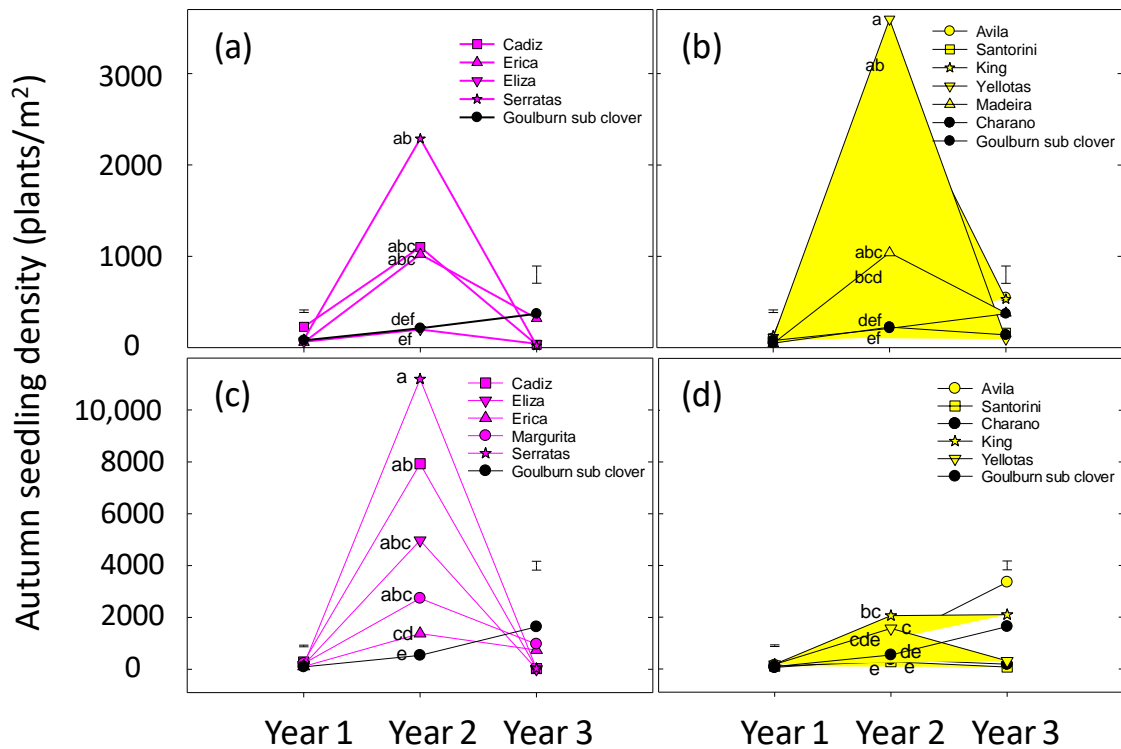 Autumn seedling density (plants/m²)
(a)
3000
2000
1000
0
Cadiz
Erica
Eliza
Serratas
Goulburn sub clover
ab
abc
abc
def
ef
(b)
Avila
Santorini
King
Yellotas
Madeira
Charano
Goulburn sub clover
a
ab
abc
bcd
def
ef
(c)
10,000
8000
6000
4000
2000
0
Cadiz
Eliza
Erica
Margurita
Serratas
Goulburn sub clover
a
ab
abc
abc
cd
e
(d)
Avila
Santorini
Charano
King
Yellotas
Goulburn sub clover
bc
c
cde
de
e
e
Year 1 Year 2 Year 3 Year 1 Year 2 Year 3